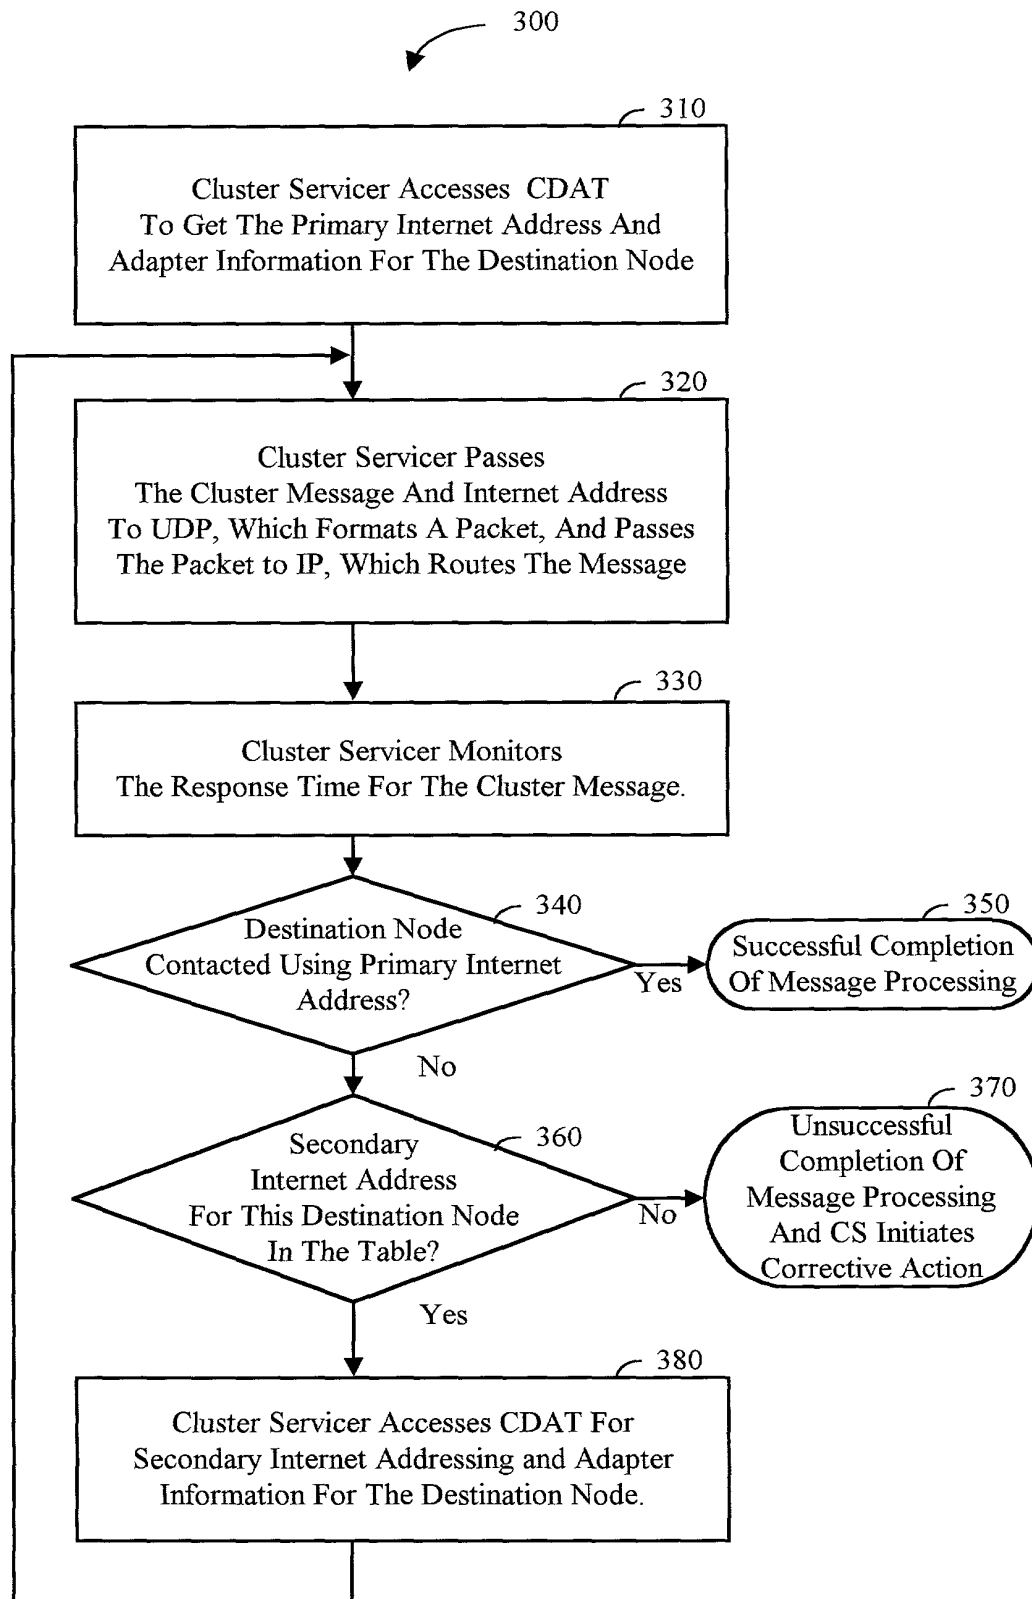 300
310
Cluster Servicer Accesses CDAT
To Get The Primary Internet Address And
Adapter Information For The Destination Node
320
Cluster Servicer Passes
The Cluster Message And Internet Address
To UDP, Which Formats A Packet, And Passes
The Packet to IP, Which Routes The Message
330
Cluster Servicer Monitors
The Response Time For The Cluster Message.
340
Destination Node
Contacted Using Primary Internet
Address?
Yes
350
Successful Completion
Of Message Processing
No
360
Secondary
Internet Address
For This Destination Node
In The Table?
No
370
Unsuccessful
Completion Of
Message Processing
And CS Initiates
Corrective Action
Yes
380
Cluster Servicer Accesses CDAT For
Secondary Internet Addressing and Adapter
Information For The Destination Node.